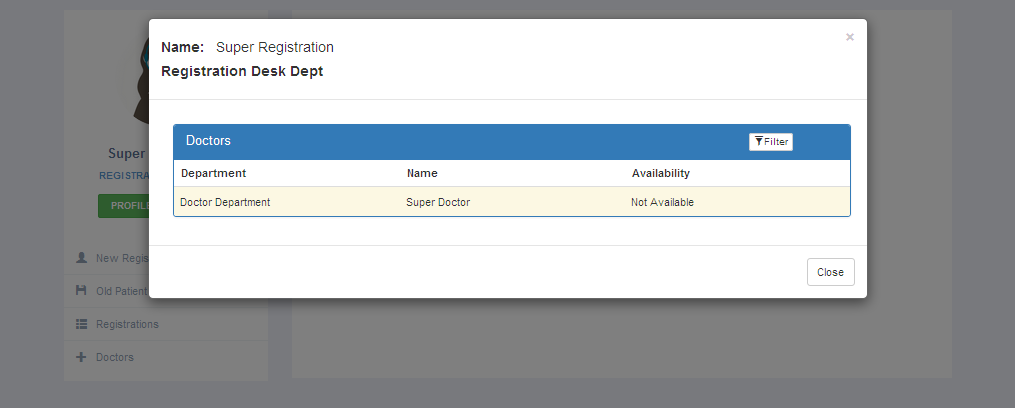 Name: Super Registration
×
Registration Desk Dept
Doctors
Filter
Department Name Availability
Doctor Department Super Doctor Not Available
Close
Super
REGISTRA
PROFILE
New Regis
Old Patient
Registrations
Doctors